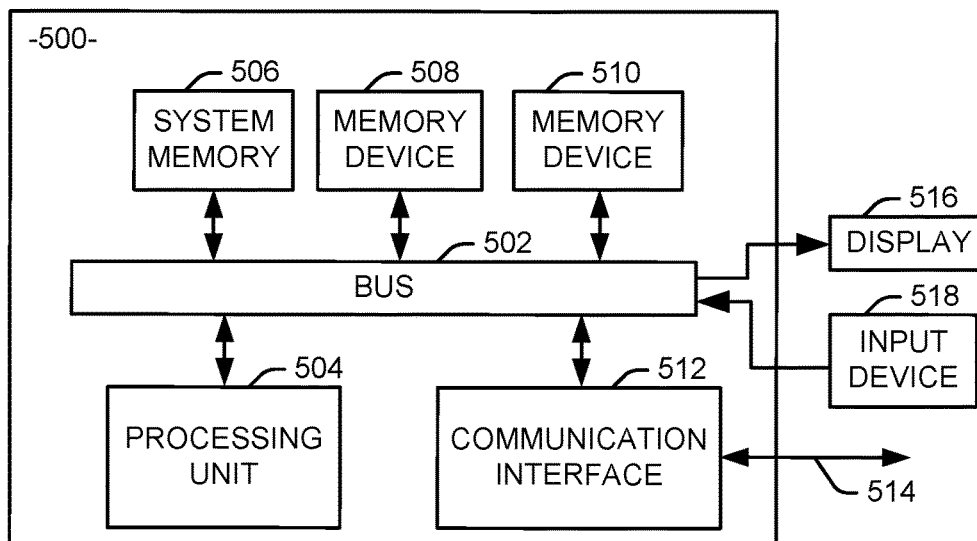 -500-
506
508
510
SYSTEM
MEMORY
MEMORY
DEVICE
MEMORY
DEVICE
516
DISPLAY
502
BUS
518
INPUT
DEVICE
504
512
PROCESSING
UNIT
COMMUNICATION
INTERFACE
514